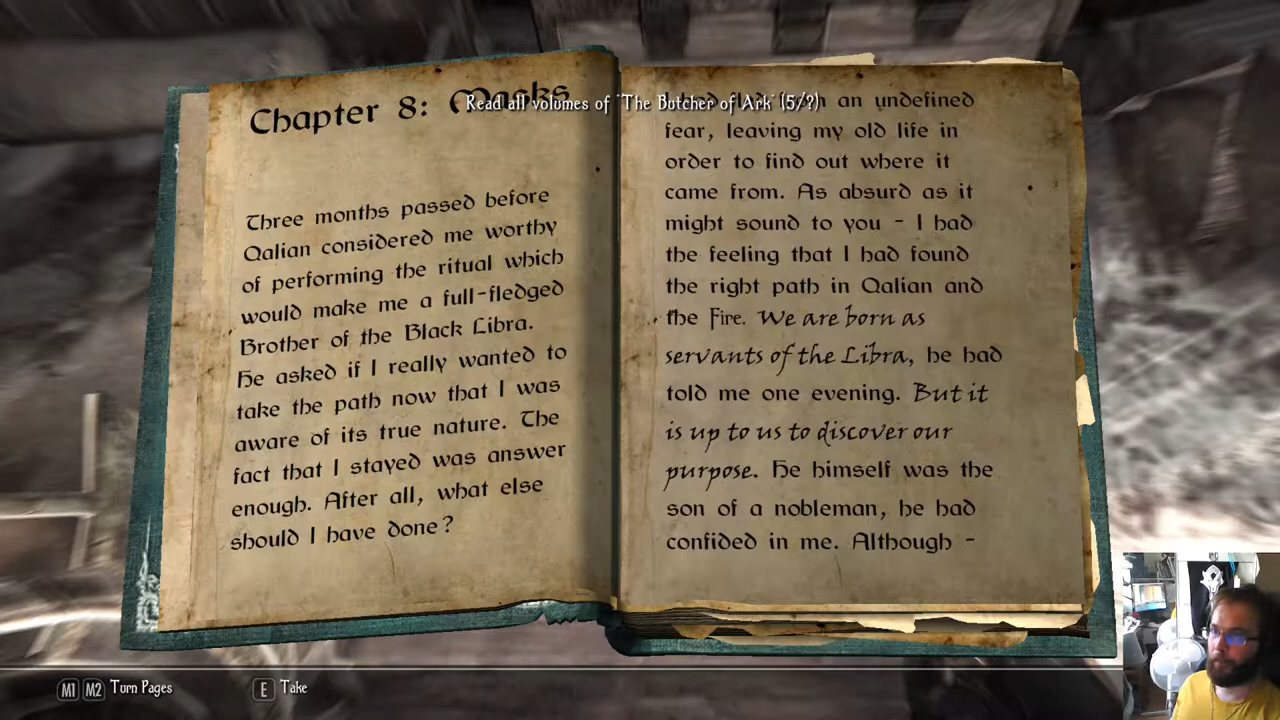 Chapter 8: Masks
Read all volumes of "The Butcher of Ark" (5/?)
Three months passed before
Qalian considered me worthy
of performing the ritual which
would make me a full-fledged
Brother of the Black Libra.
He asked if I really wanted to
take the path now that I was
aware of its true nature. The
fact that I stayed was answer
enough. After all, what else
should I have done?
an undefined
fear, leaving my old life in
order to find out where it
came from. As absurd as it
might sound to you - I had
the feeling that I had found
the right path in Qalian and
the Fire. We are born as
servants of the Libra, he had
told me one evening. But it
is up to us to discover our
purpose. He himself was the
son of a nobleman, he had
confided in me. Although -
M1 M2 Turn Pages
E Take